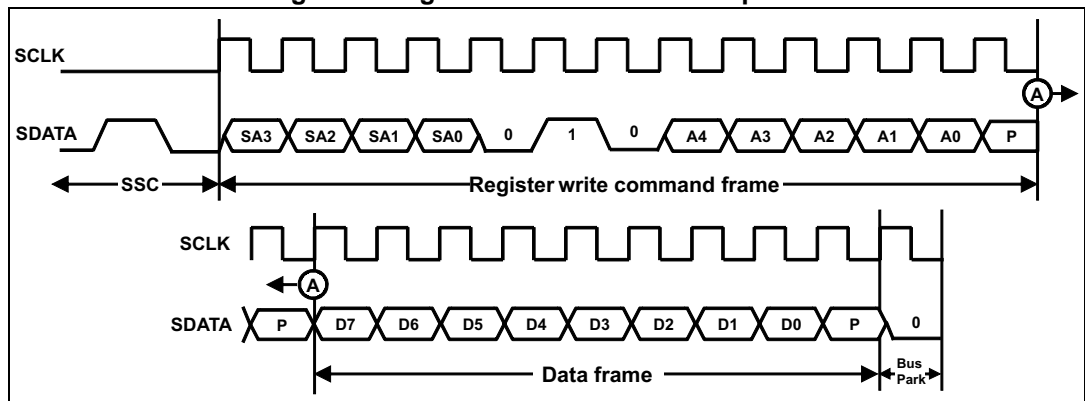 SCLK
A
SDATA SA3 SA2 SA1 SA0 0 1 0 A4 A3 A2 A1 A0 P
SSC Register write command frame
SCLK
A
SDATA P D7 D6 D5 D4 D3 D2 D1 D0 P 0
Data frame Bus
Park